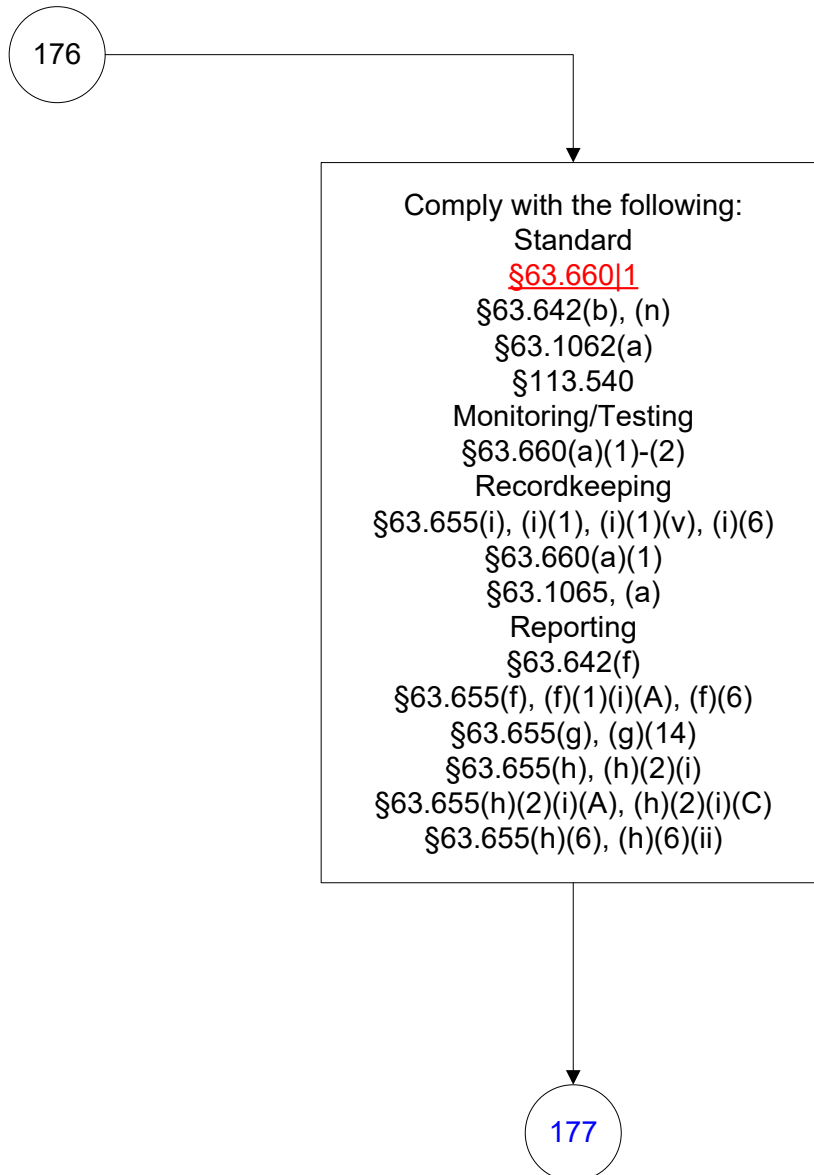 176
Comply with the following:
Standard
§63.660|1
§63.642(b), (n)
§63.1062(a)
§113.540
Monitoring/Testing
§63.660(a)(1)-(2)
Recordkeeping
§63.655(i), (i)(1), (i)(1)(v), (i)(6)
§63.660(a)(1)
§63.1065, (a)
Reporting
§63.642(f)
§63.655(f), (f)(1)(i)(A), (f)(6)
§63.655(g), (g)(14)
§63.655(h), (h)(2)(i)
§63.655(h)(2)(i)(A), (h)(2)(i)(C)
§63.655(h)(6), (h)(6)(ii)
177